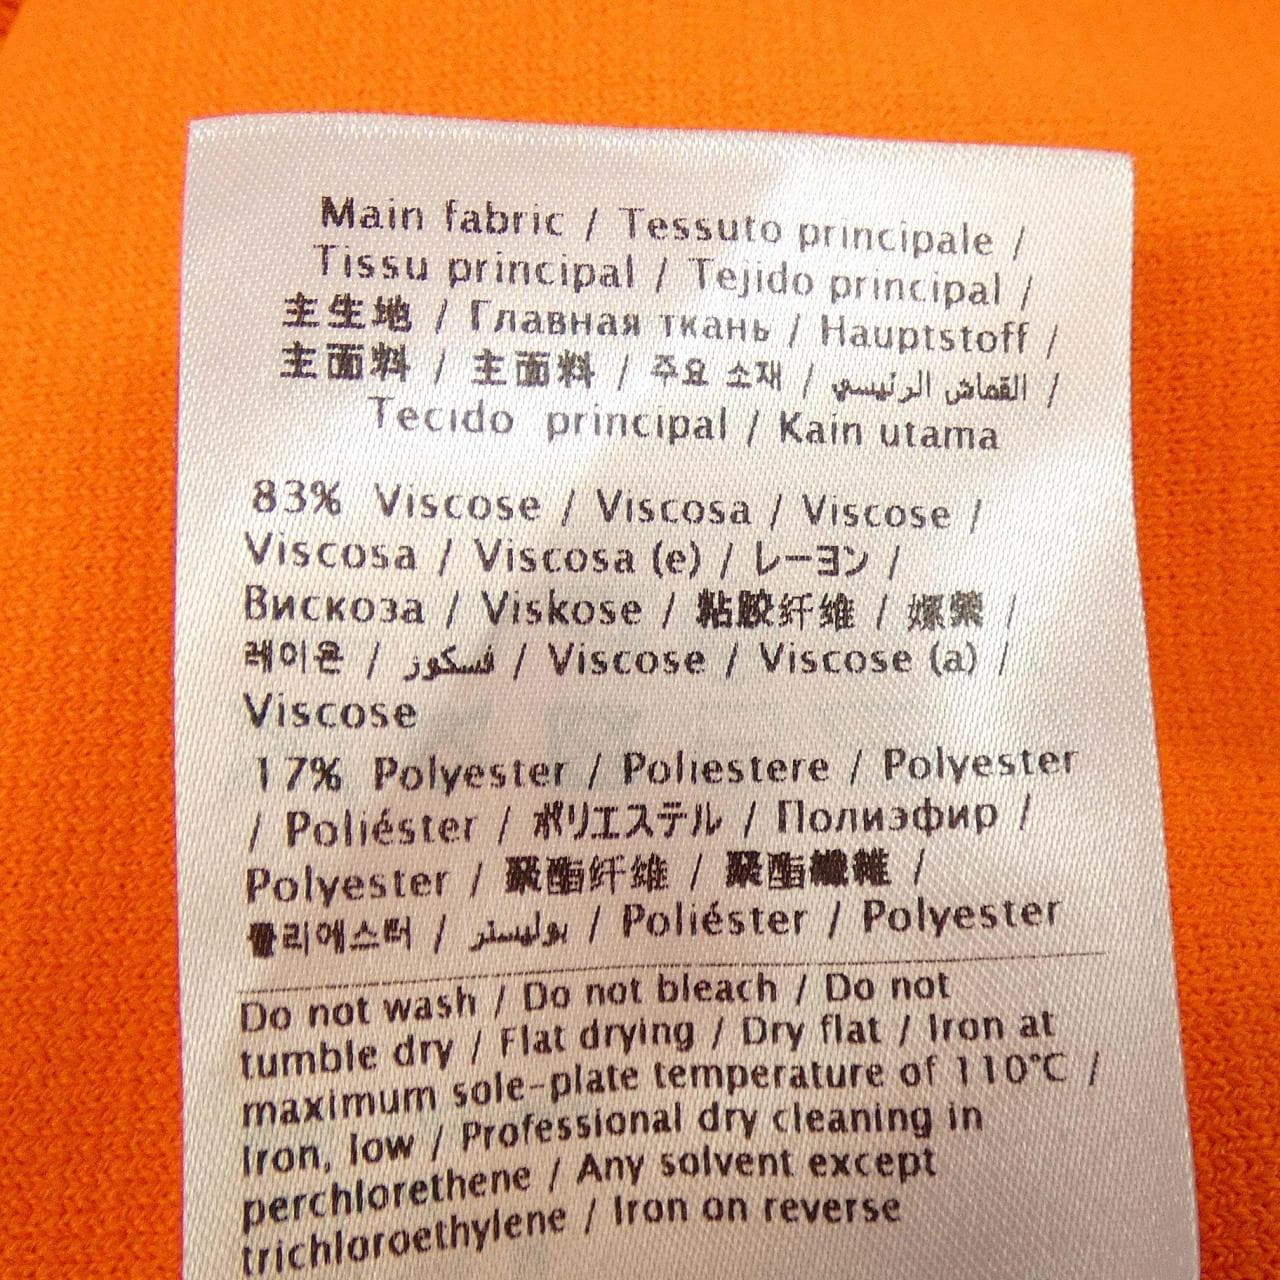 Main fabric / Tessuto principale /
Tissu principal / Tejido principal /
主生地 / Главная ткань / Hauptstoff /
主面料 / 主面料 / 주요 소재 / القماش الرئيسي /
Tecido principal / Kain utama
83% Viscose / Viscosa / Viscose /
Viscosa / Viscosa (e) / レーヨン /
Вискоза / Viskose / 粘胶纤维 / 嫘縈 /
레이온 / فسكوز / Viscose / Viscose (a) /
Viscose
17% Polyester / Poliestere / Polyester
/ Poliéster / ポリエステル / Полиэфир /
Polyester / 聚酯纤维 / 聚酯纖維 /
폴리에스터 / بوليستر / Poliéster / Polyester
Do not wash / Do not bleach / Do not
tumble dry / Flat drying / Dry flat / Iron at
maximum sole-plate temperature of 110°C /
Iron, low / Professional dry cleaning in
perchlorethene / Any solvent except
trichloroethylene / Iron on reverse